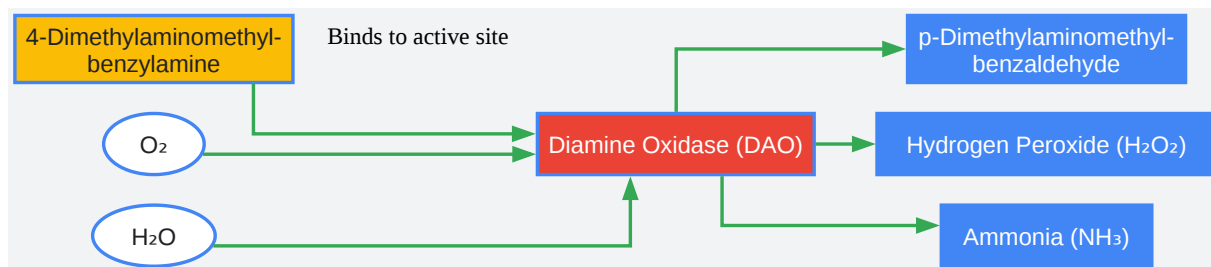 4-Dimethylaminomethyl-
benzylamine
Binds to active site
p-Dimethylaminomethyl-
benzaldehyde
O₂
Diamine Oxidase (DAO)
Hydrogen Peroxide (H₂O₂)
H₂O
Ammonia (NH₃)